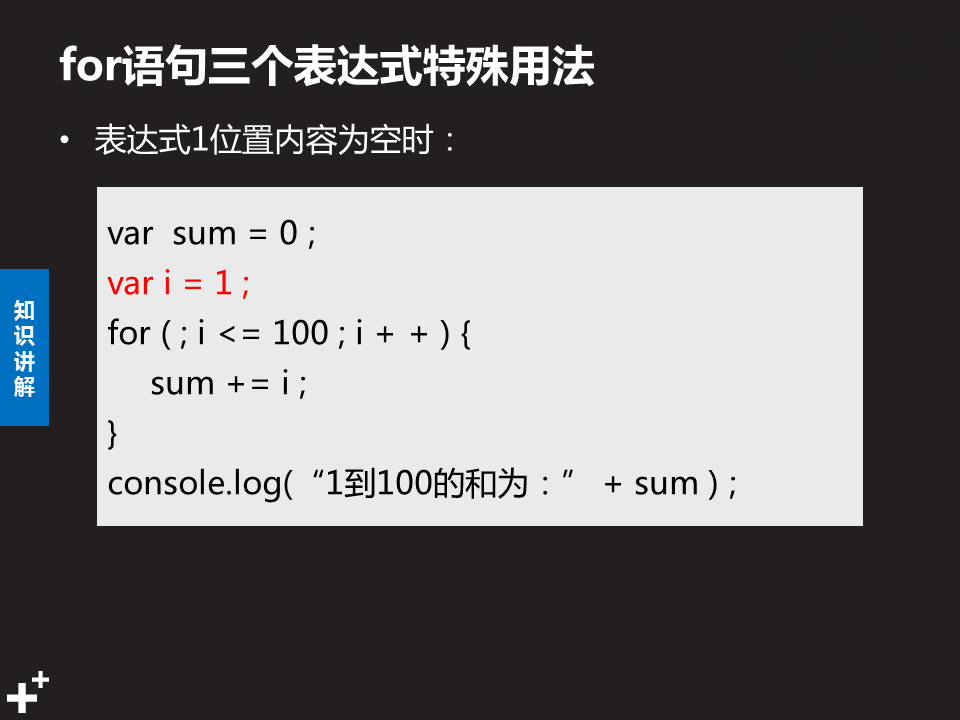 for语句三个表达式特殊用法
• 表达式1位置内容为空时：
知识讲解
var  sum = 0 ;
var i = 1 ;
for ( ; i <= 100 ; i + + ) {
sum += i ;
}
console.log(“1到100的和为：” + sum ) ;